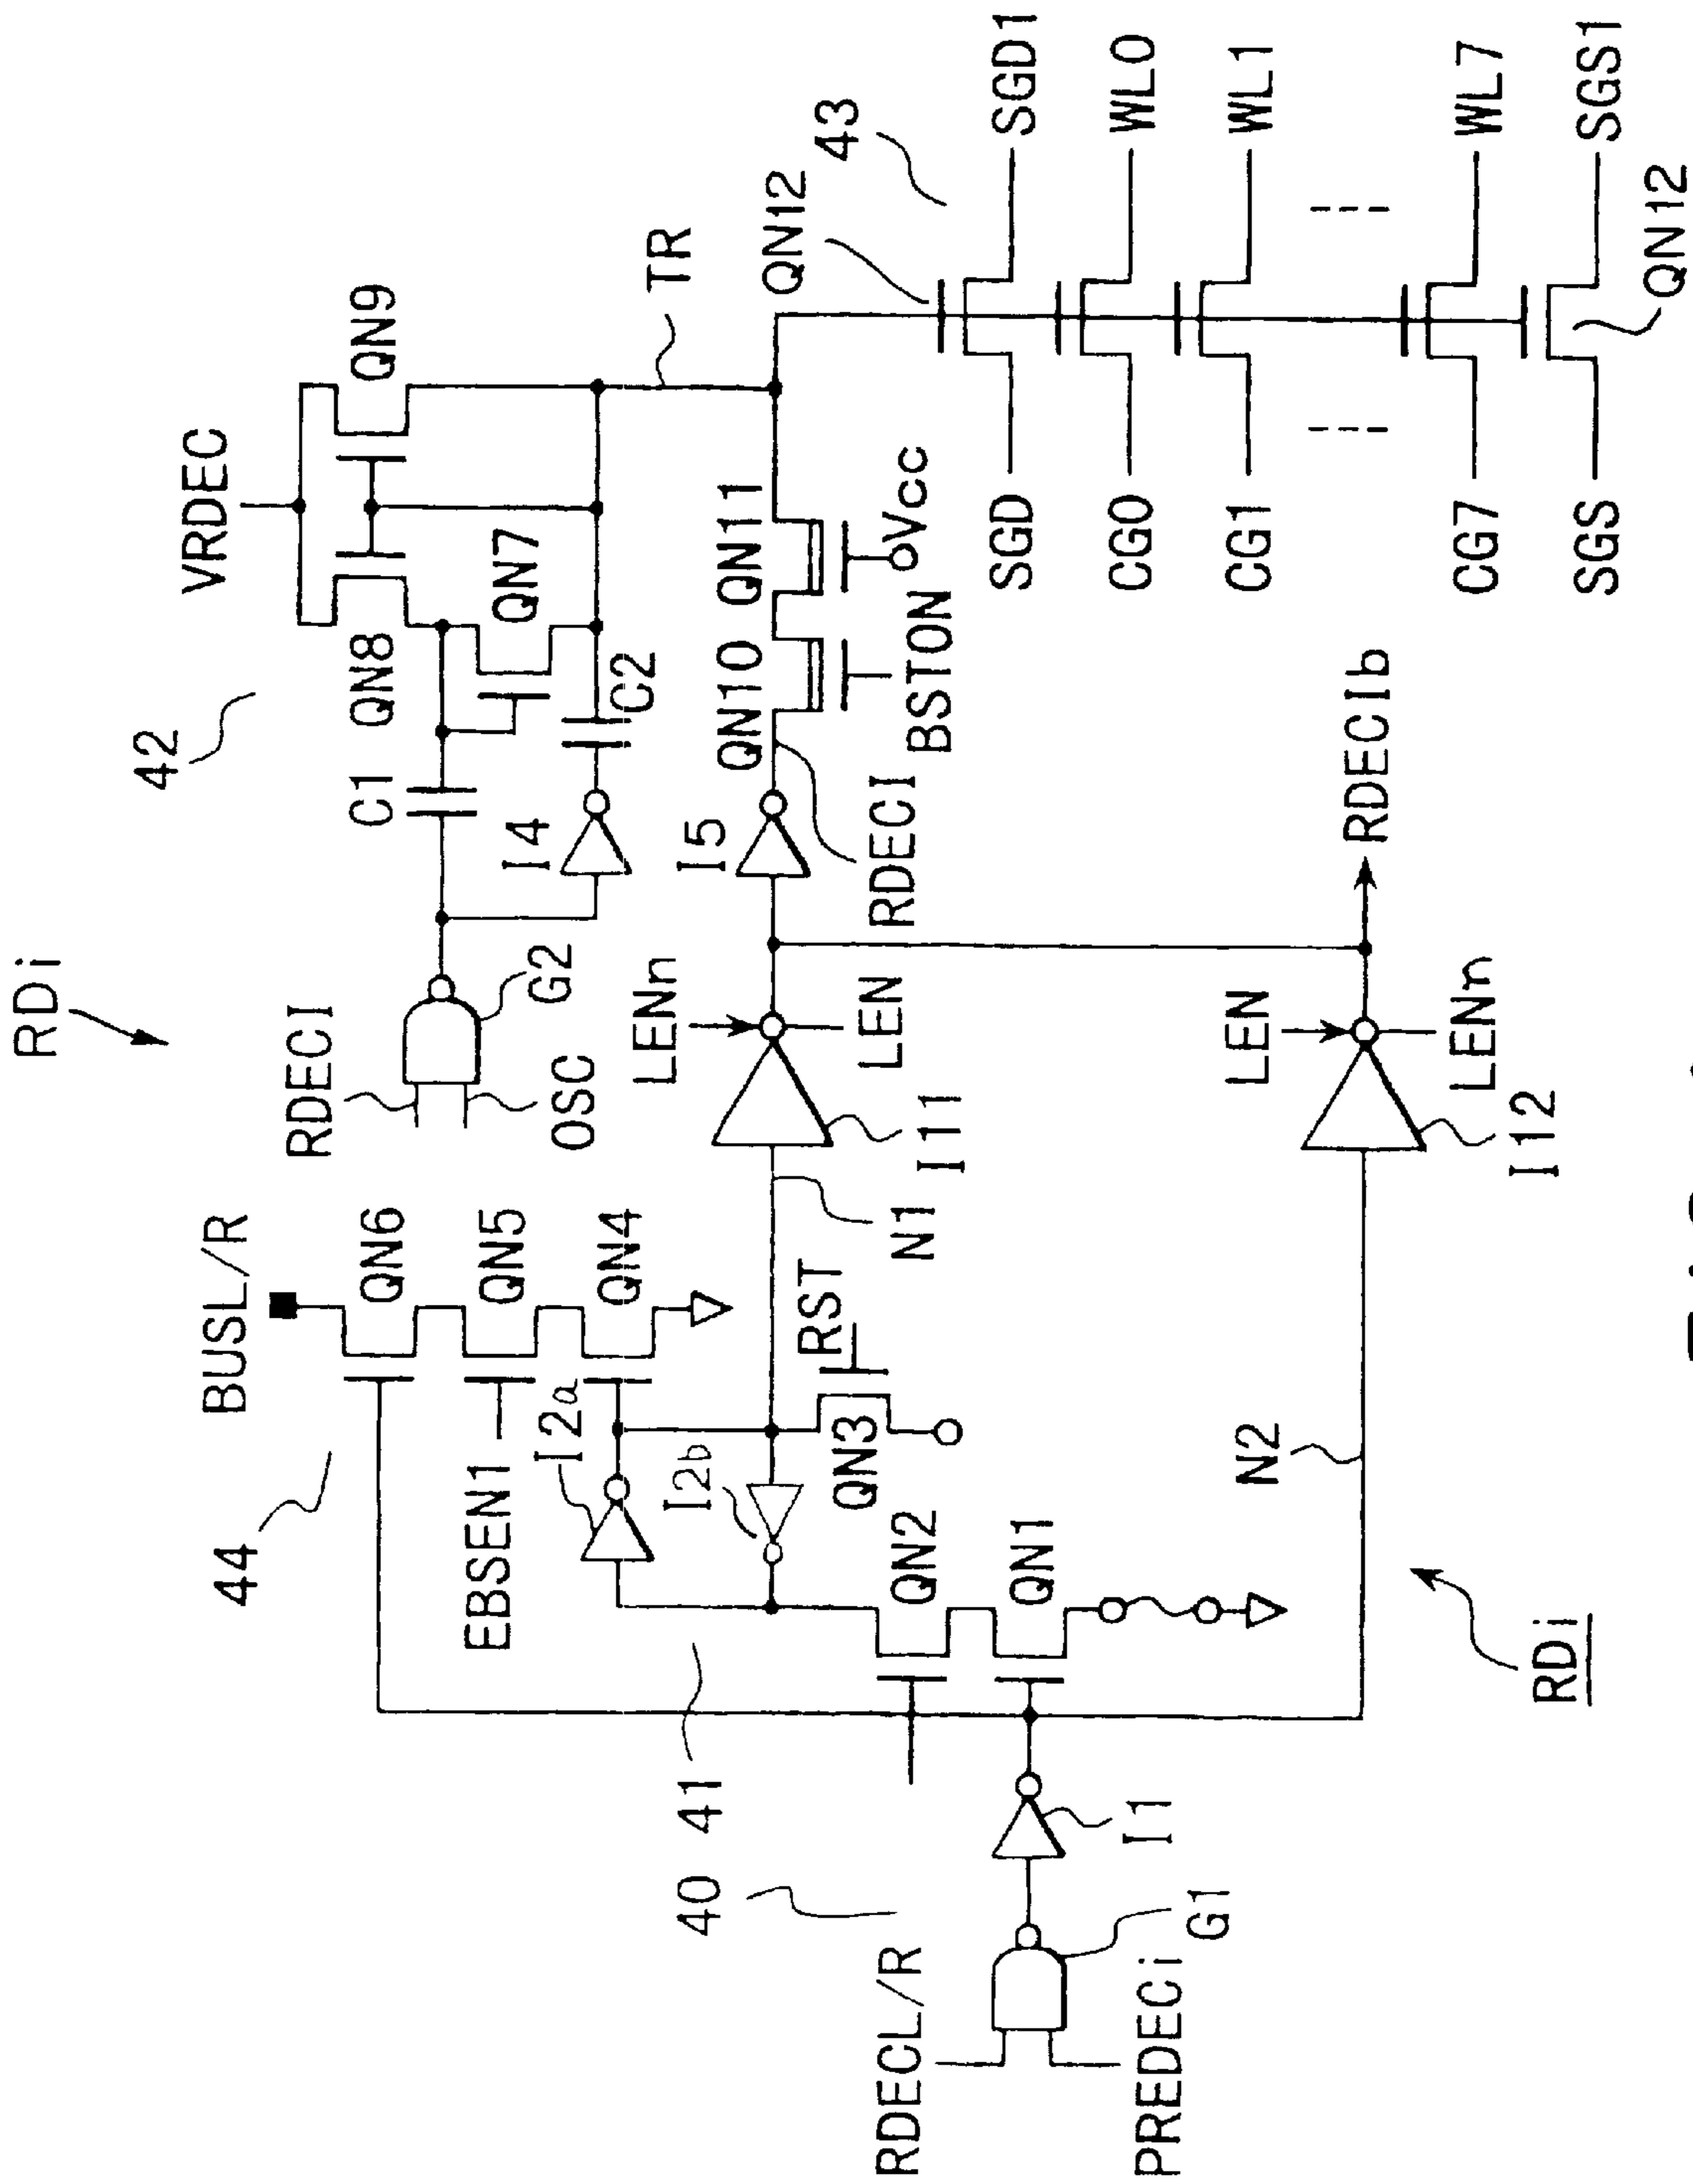 RDi
42
VRDEC
RDECI
OSC
G2
C1
QN8
QN7
QN9
TR
I4
C2
44
BUSL/R
QN6
EBSEN1
QN5
I2a
QN4
I2b
RST
QN3
41
QN2
QN1
LENn
LEN
I11
N1
I5
RDECI
QN10
QN11
BSTON
Vcc
QN12
43
SGD
SGD1
CG0
WL0
CG1
WL1
CG7
WL7
SGS
SGS1
QN12
40
RDECL/R
PREDECi
G1
I1
N2
LEN
LENn
I12
RDECIb
RDi